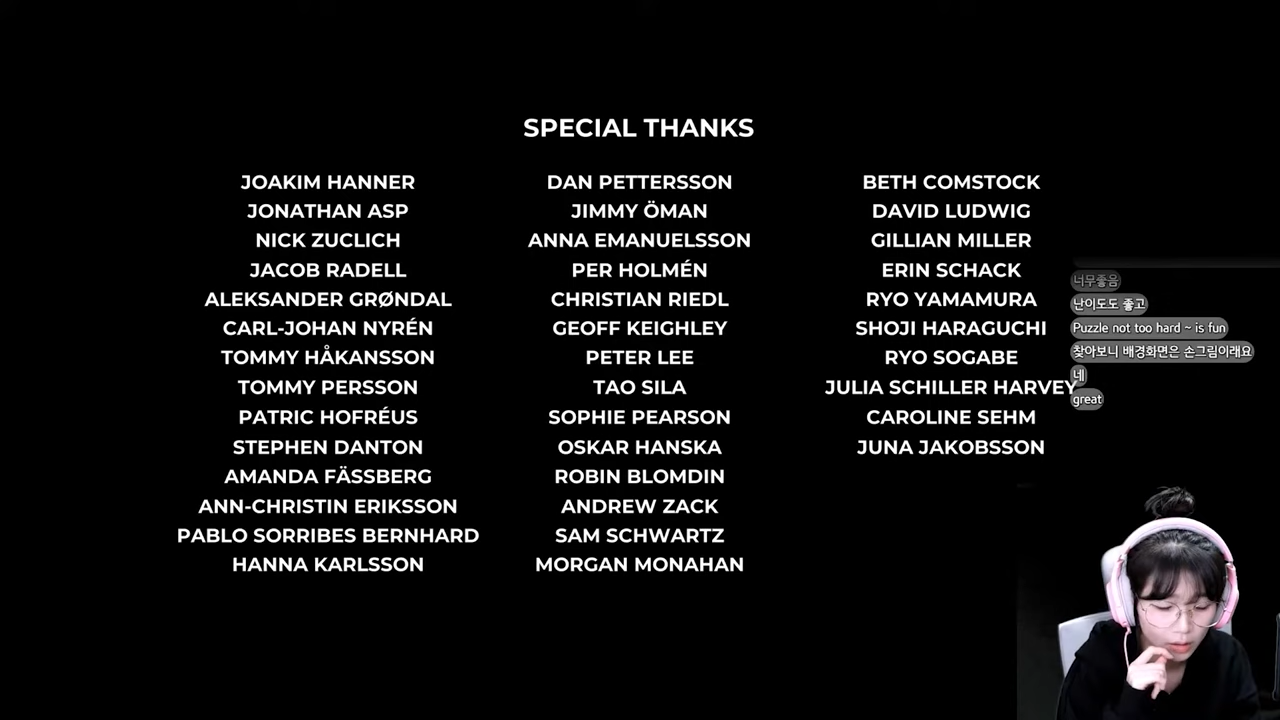 SPECIAL THANKS
JOAKIM HANNER
JONATHAN ASP
NICK ZUCLICH
JACOB RADELL
ALEKSANDER GRØNDAL
CARL-JOHAN NYRÉN
TOMMY HÅKANSSON
TOMMY PERSSON
PATRIC HOFRÉUS
STEPHEN DANTON
AMANDA FÄSSBERG
ANN-CHRISTIN ERIKSSON
PABLO SORRIBES BERNHARD
HANNA KARLSSON
DAN PETTERSSON
JIMMY ÖMAN
ANNA EMANUELSSON
PER HOLMÉN
CHRISTIAN RIEDL
GEOFF KEIGHLEY
PETER LEE
TAO SILA
SOPHIE PEARSON
OSKAR HANSKA
ROBIN BLOMDIN
ANDREW ZACK
SAM SCHWARTZ
MORGAN MONAHAN
BETH COMSTOCK
DAVID LUDWIG
GILLIAN MILLER
ERIN SCHACK
RYO YAMAMURA
SHOJI HARAGUCHI
RYO SOGABE
JULIA SCHILLER HARVEY
CAROLINE SEHM
JUNA JAKOBSSON
너무좋음
난이도도 좋고
Puzzle not too hard ~ is fun
찾아보니 배경화면은 손그림이래요
네
great